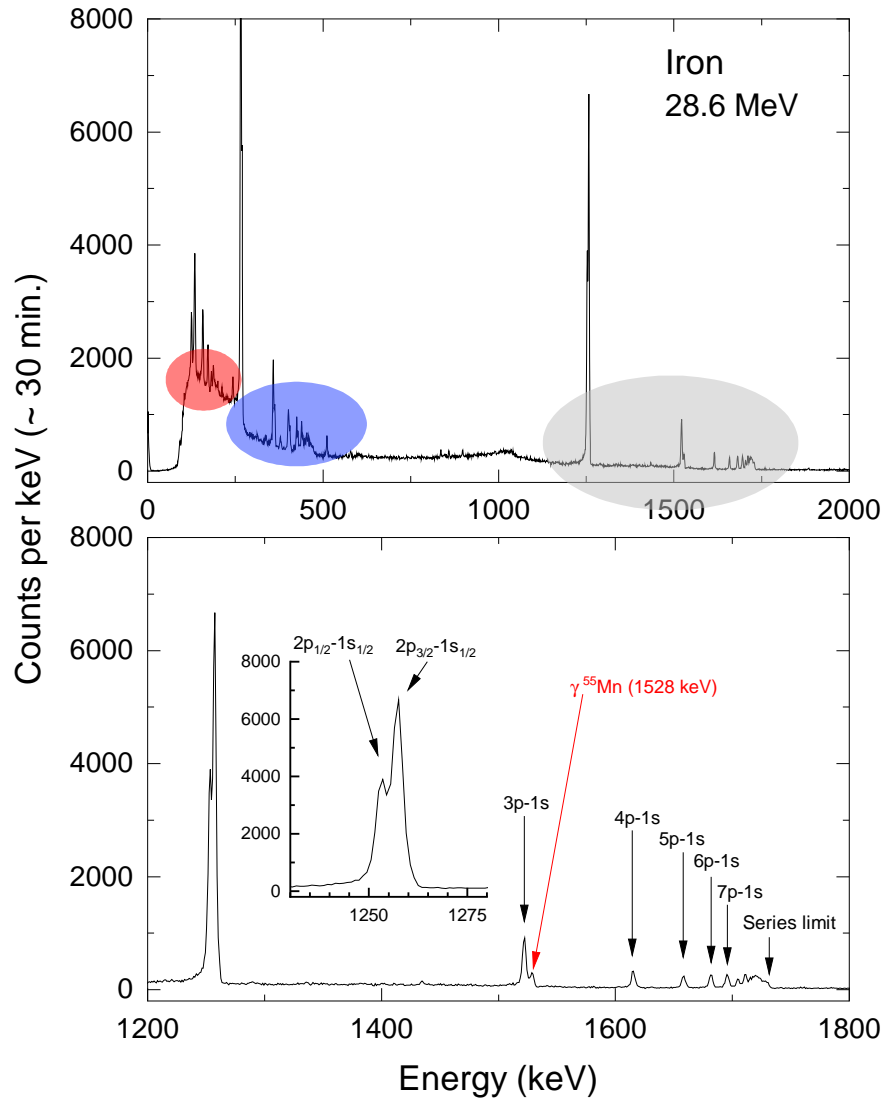 Iron
28.6 MeV
8000
6000
4000
2000
0
0 500 1000 1500 2000
Counts per keV (~ 30 min.)
8000
6000
4000
2000
0
2p1/2-1s1/2
2p3/2-1s1/2
8000
6000
4000
2000
0
1250 1275
γ 55Mn (1528 keV)
3p-1s
4p-1s
5p-1s
6p-1s
7p-1s
Series limit
1200 1400 1600 1800
Energy (keV)